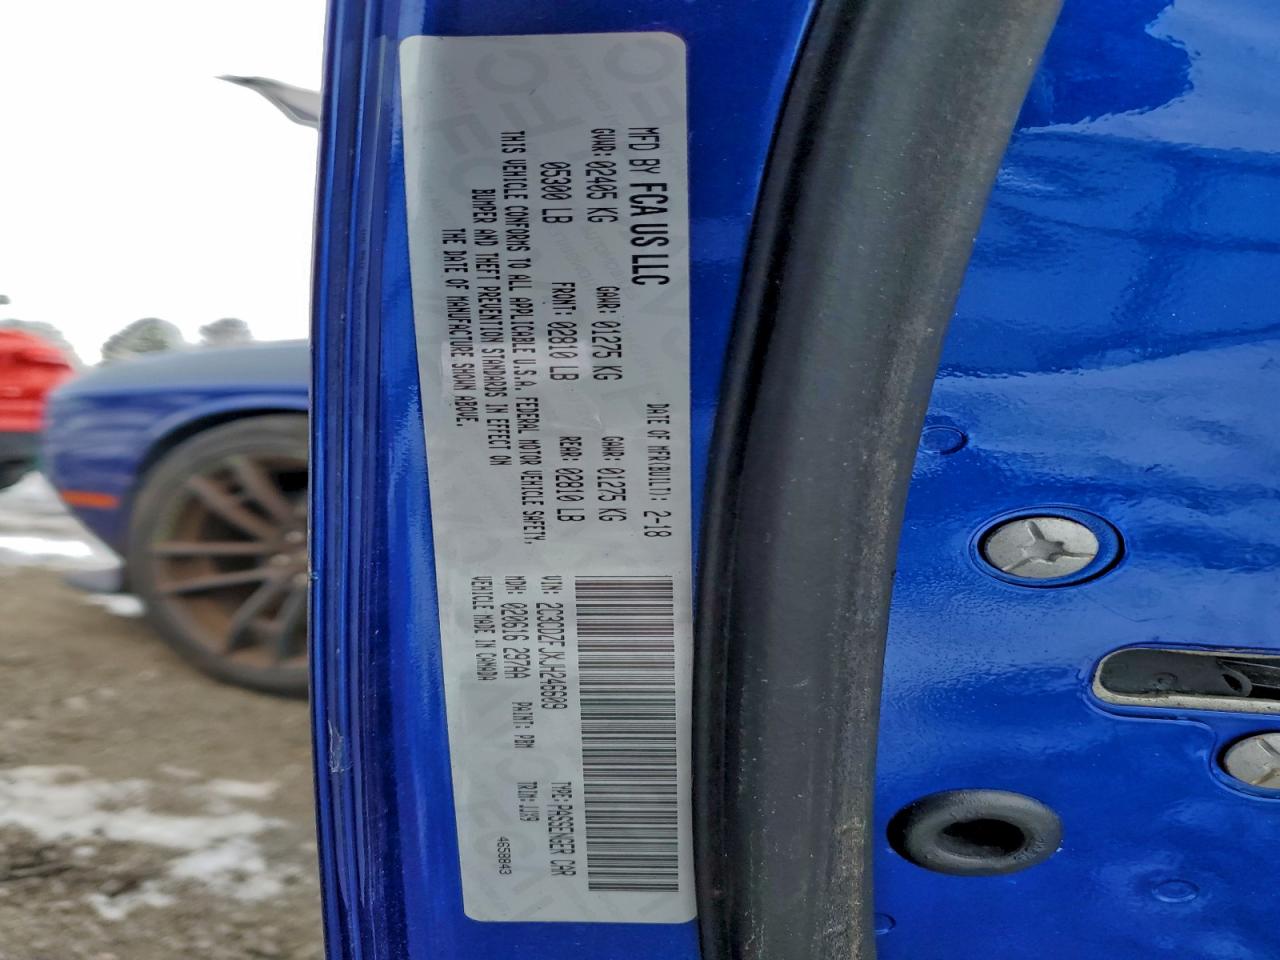 MFD BY FCA US LLC
DATE OF MFR(BUILT): 2-18
GVWR: 02405 KG
GAWR: 01275 KG
GAWR: 01275 KG
05300 LB
FRONT: 02810 LB
REAR: 02810 LB
THIS VEHICLE CONFORMS TO ALL APPLICABLE U.S.A. FEDERAL MOTOR VEHICLE SAFETY,
BUMPER AND THEFT PREVENTION STANDARDS IN EFFECT ON
THE DATE OF MANUFACTURE SHOWN ABOVE.
VIN: 2C3CDZFJXJH246609
TYPE: PASSENGER CAR
MDH: 020616 297AA
PAINT: PBM
TRIM: JJX9
VEHICLE MADE IN CANADA
4658843